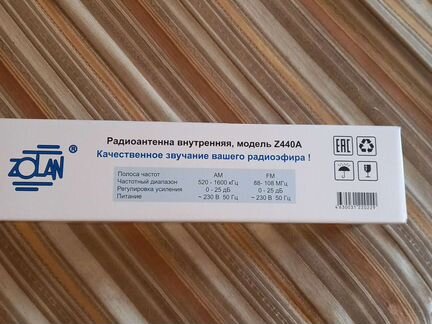 ZOLAN ®
Радиоантенна внутренняя, модель Z440A
Качественное звучание вашего радиоэфира !
Полоса частот AM FM
Частотный диапазон 520 - 1600 кГц 88- 108 МГц
Регулировка усиления 0 - 25 дБ 0 - 25 дБ
Питание ~ 230 В 50 Гц ~ 230 В 50 Гц
EAC
4830031220229